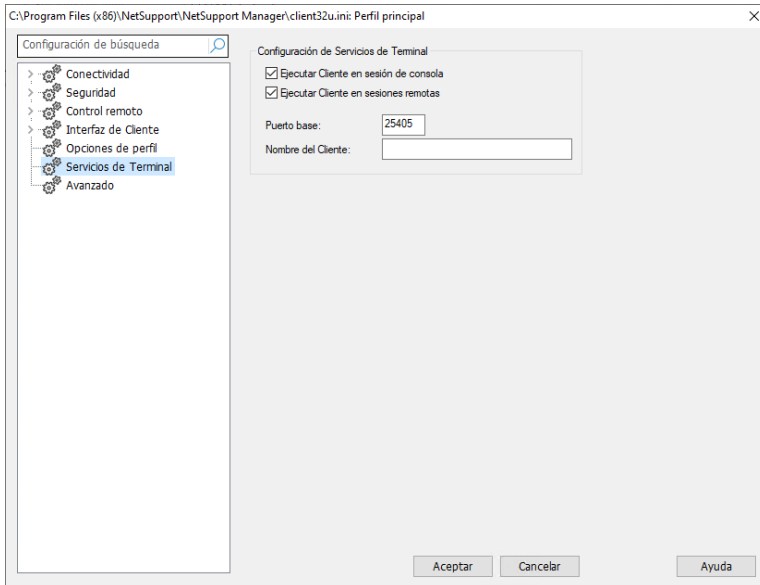 C:\Program Files (x86)\NetSupport\NetSupport Manager\client32u.ini: Perfil principal
Configuración de búsqueda
Conectividad
Seguridad
Control remoto
Interfaz de Cliente
Opciones de perfil
Servicios de Terminal
Avanzado
Configuración de Servicios de Terminal
Ejecutar Cliente en sesión de consola
Ejecutar Cliente en sesiones remotas
Puerto base: 25405
Nombre del Cliente:
Aceptar Cancelar Ayuda